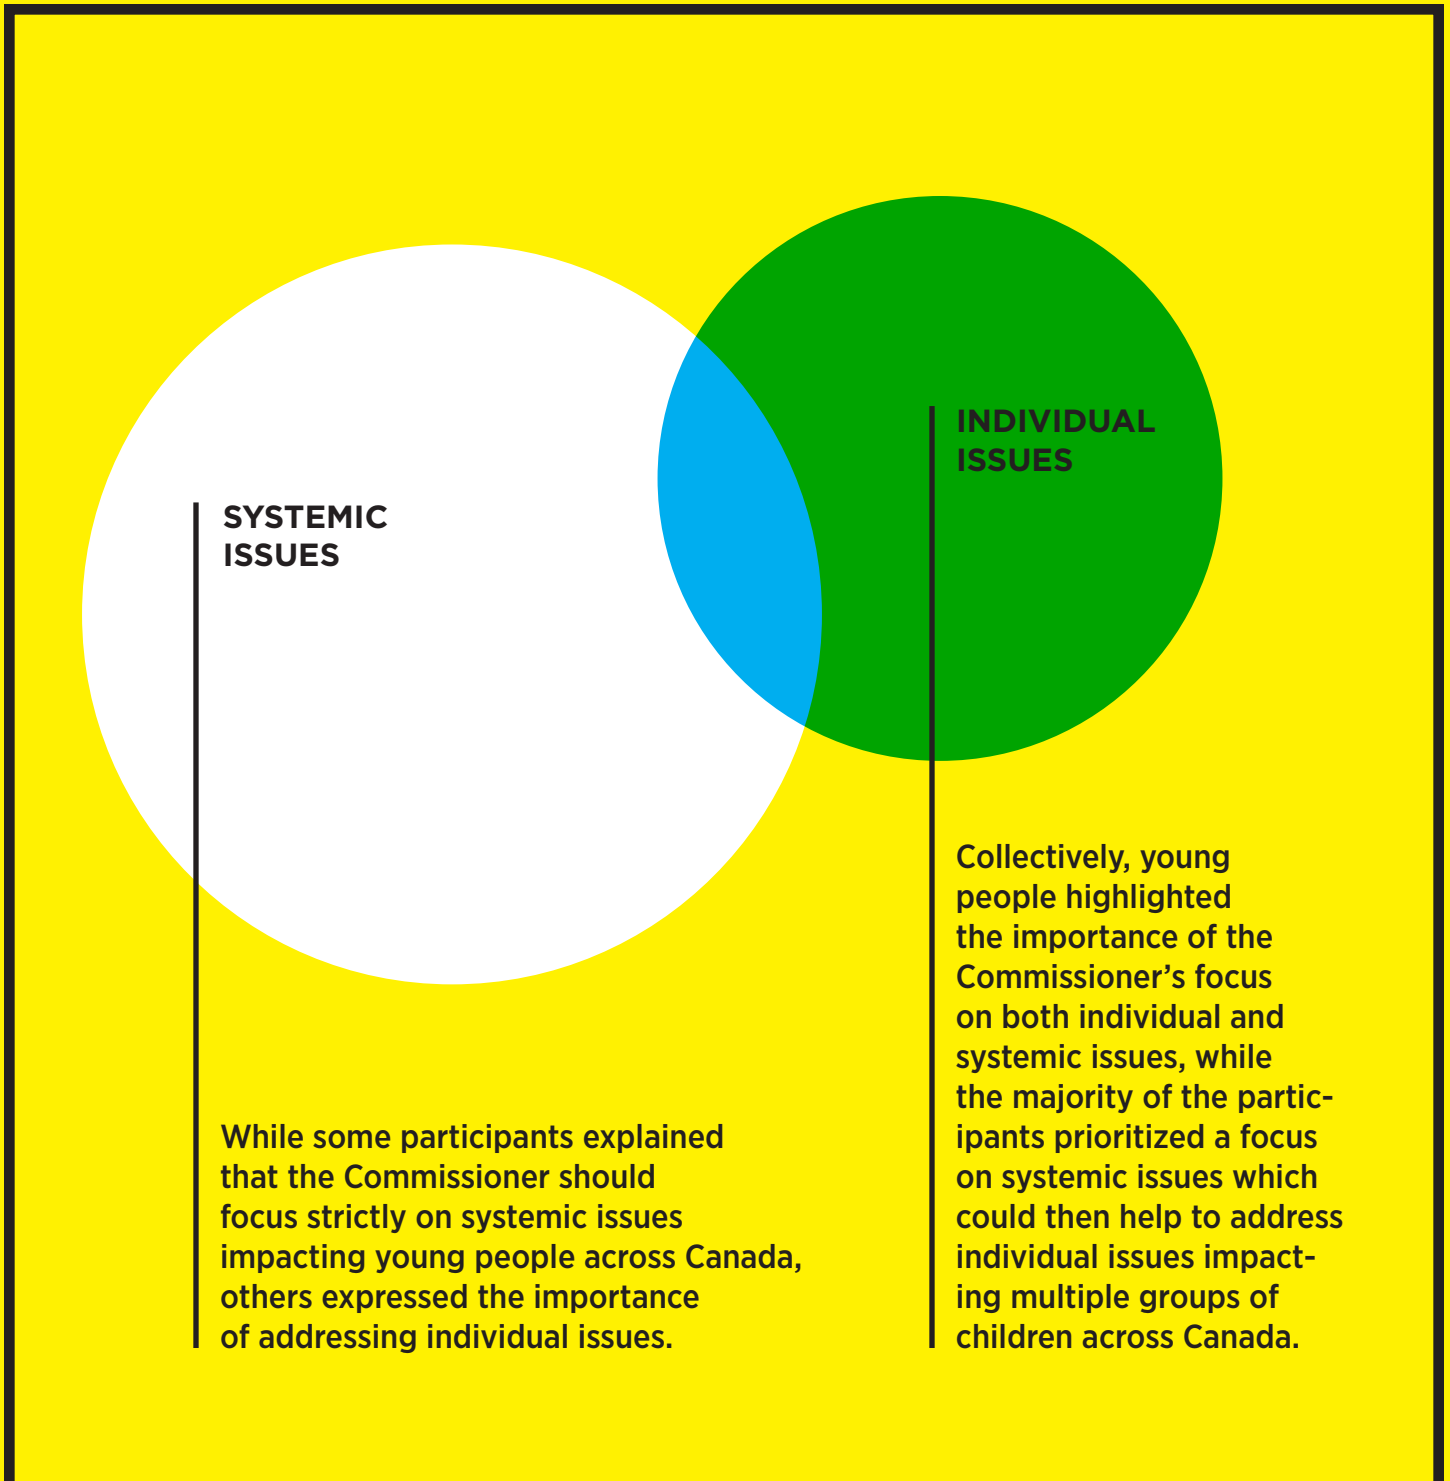 SYSTEMIC
ISSUES
While some participants explained
that the Commissioner should
focus strictly on systemic issues
impacting young people across Canada,
others expressed the importance
of addressing individual issues.
INDIVIDUAL
ISSUES
Collectively, young
people highlighted
the importance of the
Commissioner’s focus
on both individual and
systemic issues, while
the majority of the partic-
ipants prioritized a focus
on systemic issues which
could then help to address
individual issues impact-
ing multiple groups of
children across Canada.